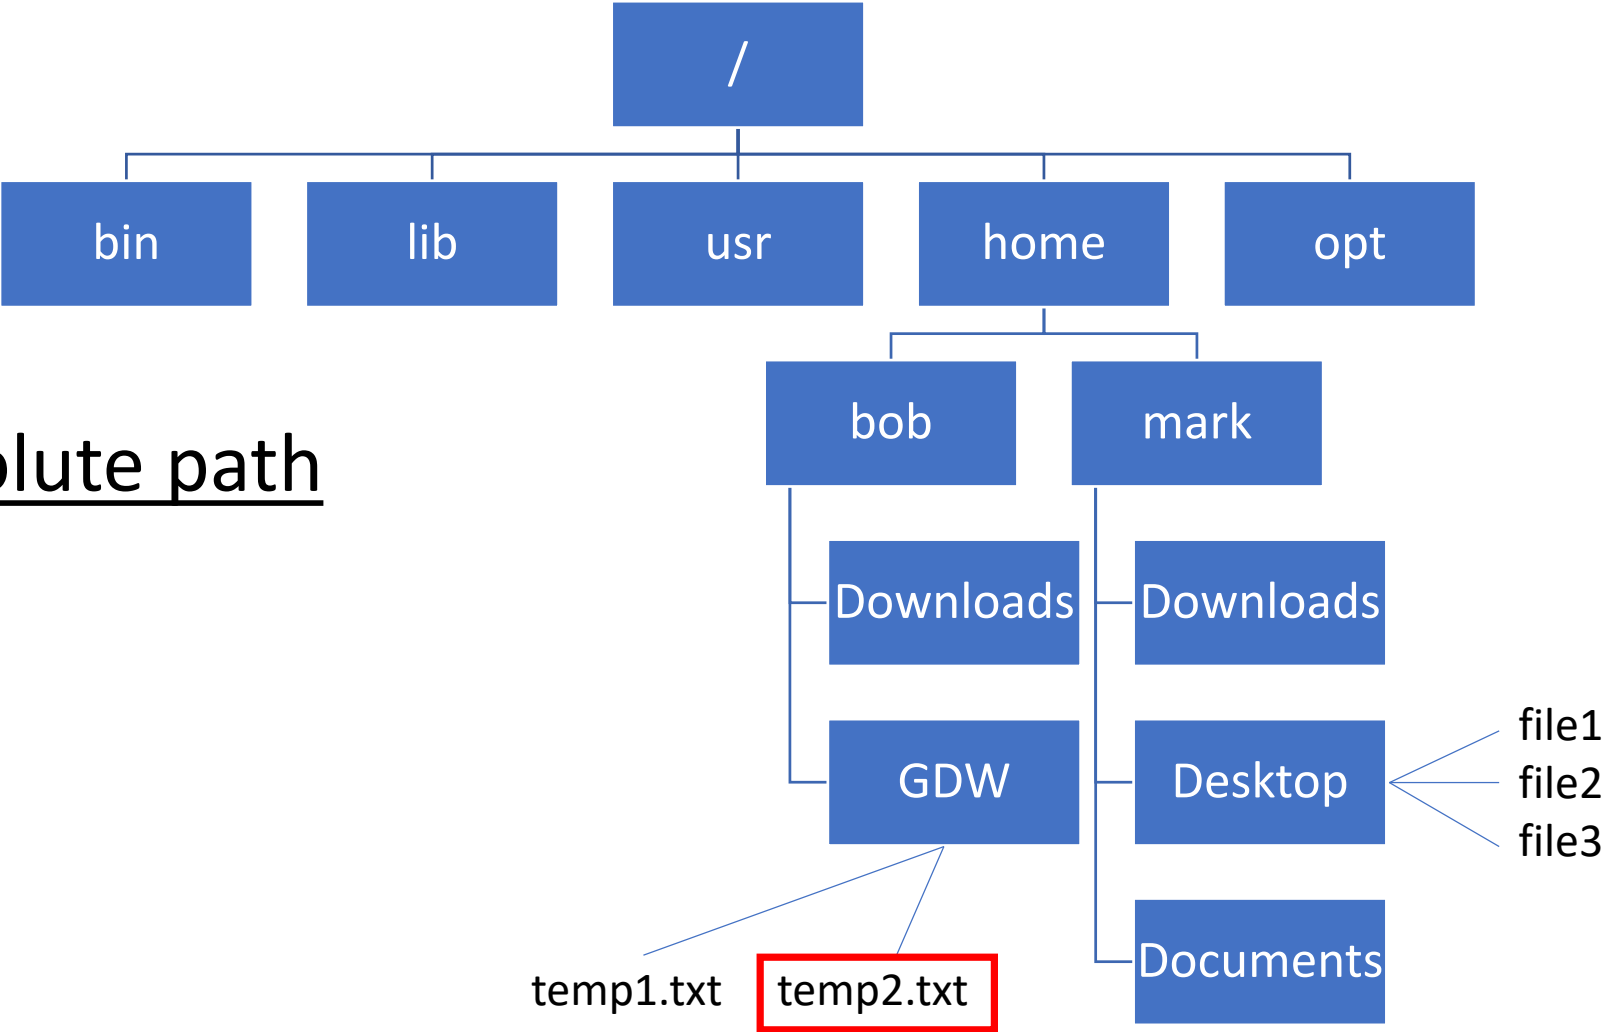 /
bin lib usr home opt
bob mark
olute path
Downloads Downloads
file1
GDW Desktop file2
file3
Documents
temp1.txt temp2.txt